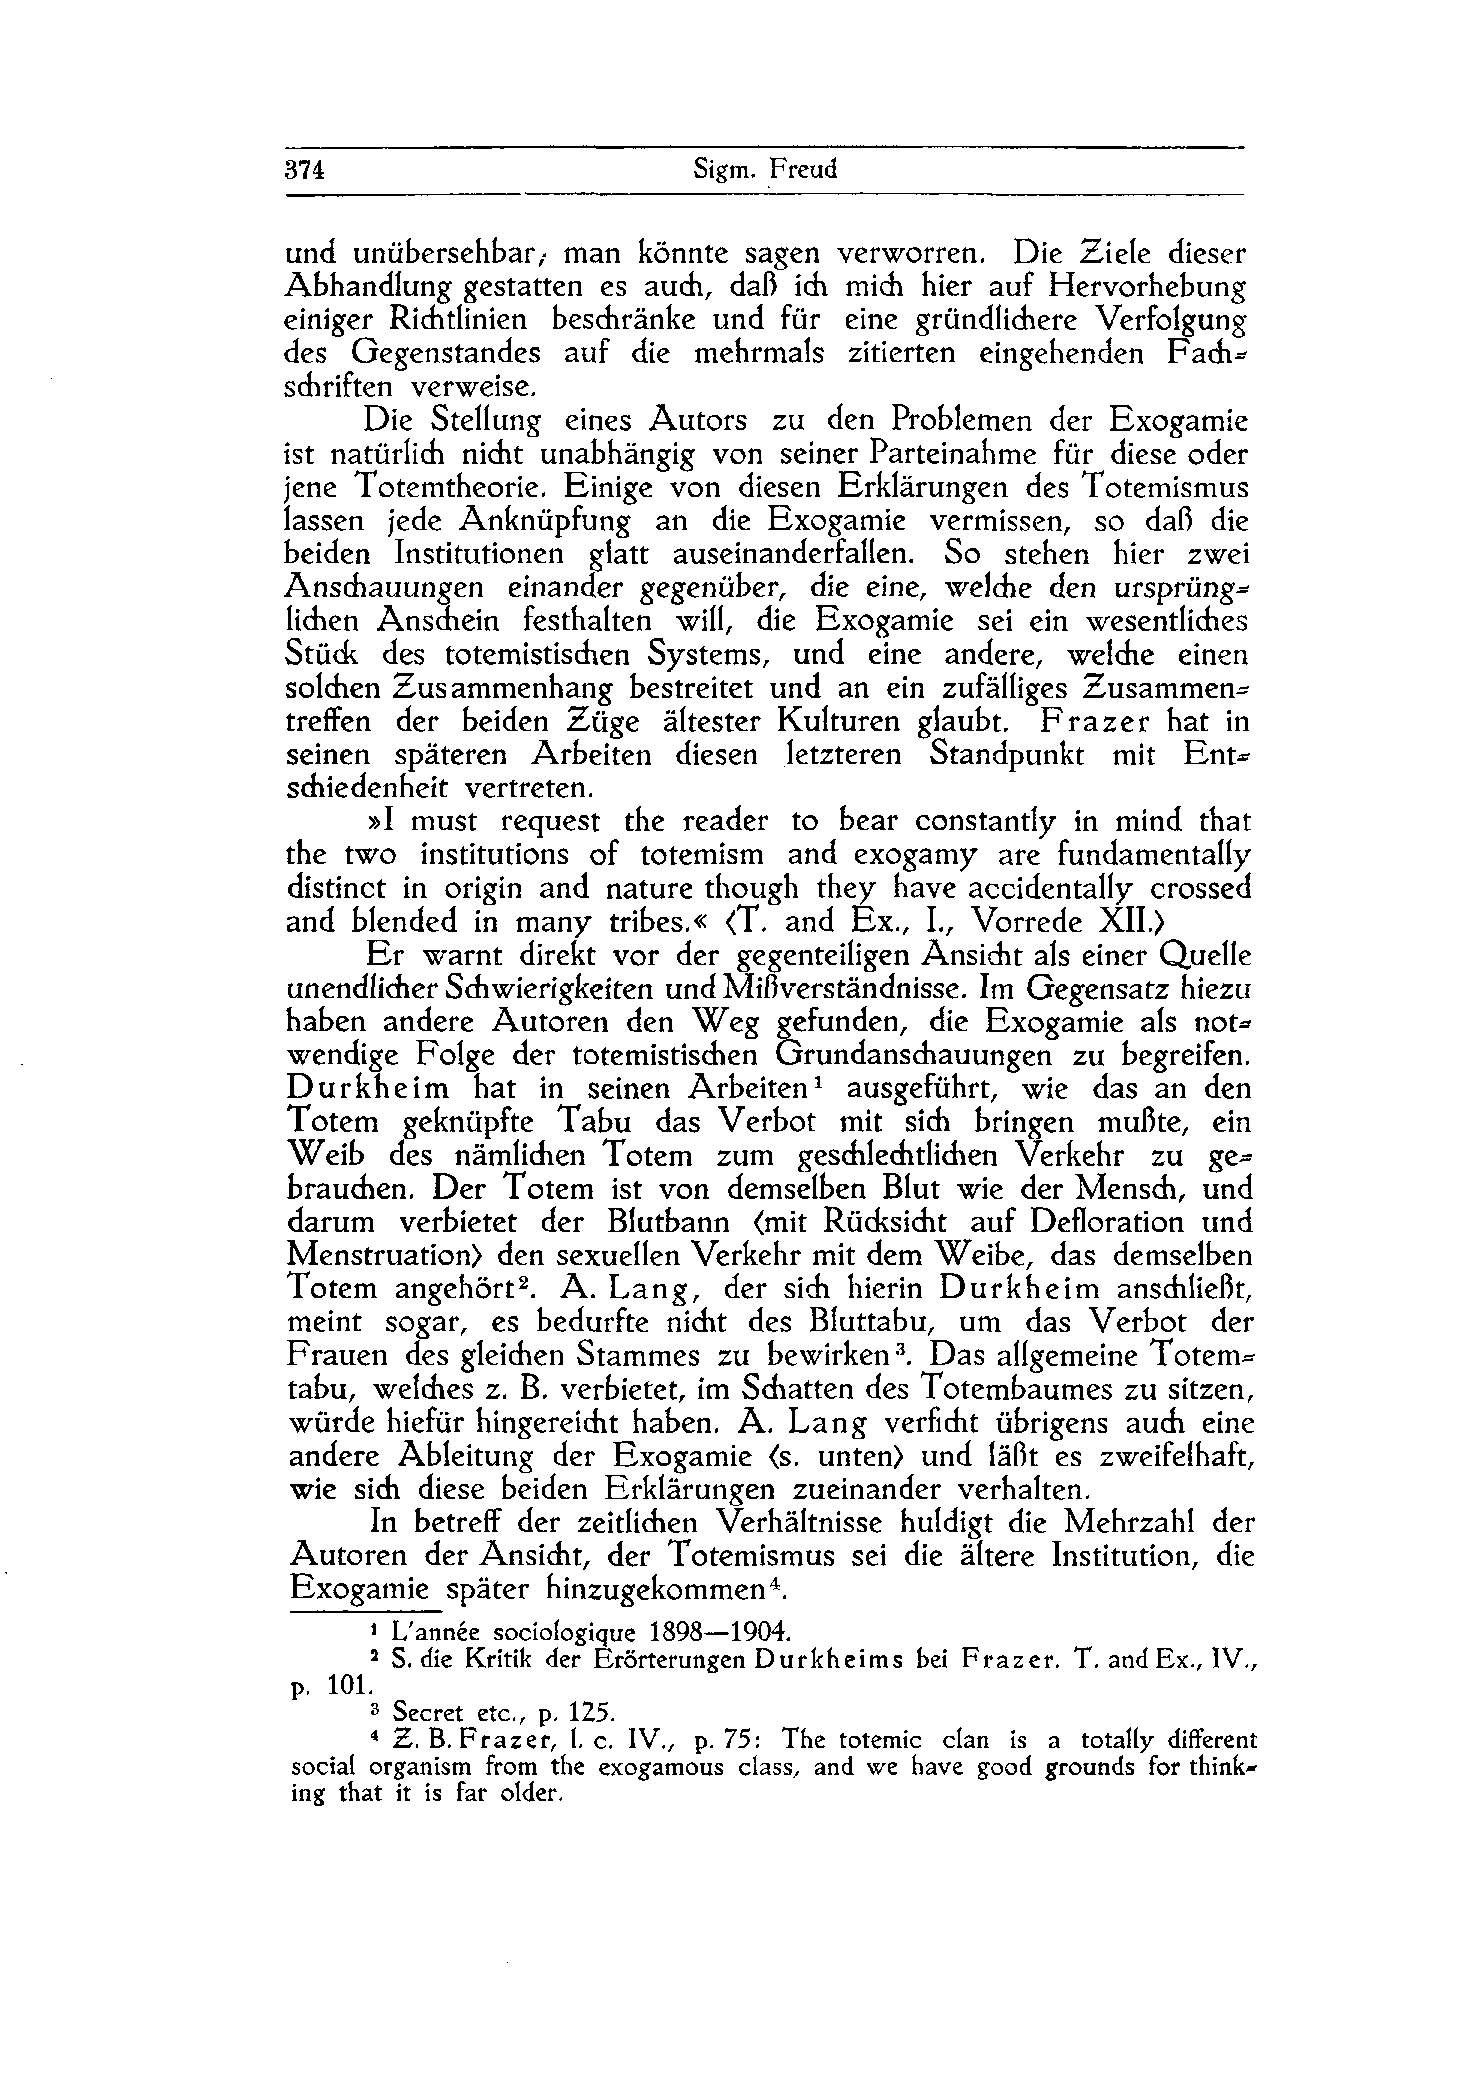 374 Sigm. Freud
und unübersehbar; man könnte sagen verworren. Die Ziele dieser
Abhandlung gestatten es auch, daß ich mich hier auf Hervorhebung
einiger Richtlinien beschränke und für eine gründlichere Verfolgung
des Gegenstandes auf die mehrmals zitierten eingehenden Fach-
schriften verweise.
Die Stellung eines Autors zu den Problemen der Exogamie
ist natürlich nicht unabhängig von seiner Parteinahme für diese oder
jene Totemtheorie. Einige von diesen Erklärungen des Totemismus
lassen jede Anknüpfung an die Exogamie vermissen, so daß die
beiden Institutionen glatt auseinanderfallen. So stehen hier zwei
Anschauungen einander gegenüber, die eine, welche den ursprüng-
lichen Anschein festhalten will, die Exogamie sei ein wesentliches
Stück des totemistischen Systems, und eine andere, welche einen
solchen Zusammenhang bestreitet und an ein zufälliges Zusammen-
treffen der beiden Züge ältester Kulturen glaubt. Frazer hat in
seinen späteren Arbeiten diesen letzteren Standpunkt mit Ent-
schiedenheit vertreten.
»I must request the reader to bear constantly in mind that
the two institutions of totemism and exogamy are fundamentally
distinct in origin and nature though they have accidentally crossed
and blended in many tribes.« (T. and Ex., I., Vorrede XII.)
Er warnt direkt vor der gegenteiligen Ansicht als einer Quelle
unendlicher Schwierigkeiten und Mißverständnisse. Im Gegensatz hiezu
haben andere Autoren den Weg gefunden, die Exogamie als not-
wendige Folge der totemistischen Grundanschauungen zu begreifen.
Durkheim hat in seinen Arbeiten¹ ausgeführt, wie das an den
Totem geknüpfte Tabu das Verbot mit sich bringen mußte, ein
Weib des nämlichen Totem zum geschlechtlichen Verkehr zu ge-
brauchen. Der Totem ist von demselben Blut wie der Mensch, und
darum verbietet der Blutbann (mit Rücksicht auf Defloration und
Menstruation) den sexuellen Verkehr mit dem Weibe, das demselben
Totem angehört². A. Lang, der sich hierin Durkheim anschließt,
meint sogar, es bedurfte nicht des Bluttabu, um das Verbot der
Frauen des gleichen Stammes zu bewirken³. Das allgemeine Totem-
tabu, welches z. B. verbietet, im Schatten des Totembaumes zu sitzen,
würde hiefür hingereicht haben. A. Lang verficht übrigens auch eine
andere Ableitung der Exogamie (s. unten) und läßt es zweifelhaft,
wie sich diese beiden Erklärungen zueinander verhalten.
In betreff der zeitlichen Verhältnisse huldigt die Mehrzahl der
Autoren der Ansicht, der Totemismus sei die ältere Institution, die
Exogamie später hinzugekommen⁴.
¹ L'année sociologique 1898—1904.
² S. die Kritik der Erörterungen Durkheims bei Frazer. T. and Ex., IV.,
p. 101.
³ Secret etc., p. 125.
⁴ Z. B. Frazer, l. c. IV., p. 75: The totemic clan is a totally different
social organism from the exogamous class, and we have good grounds for think-
ing that it is far older.